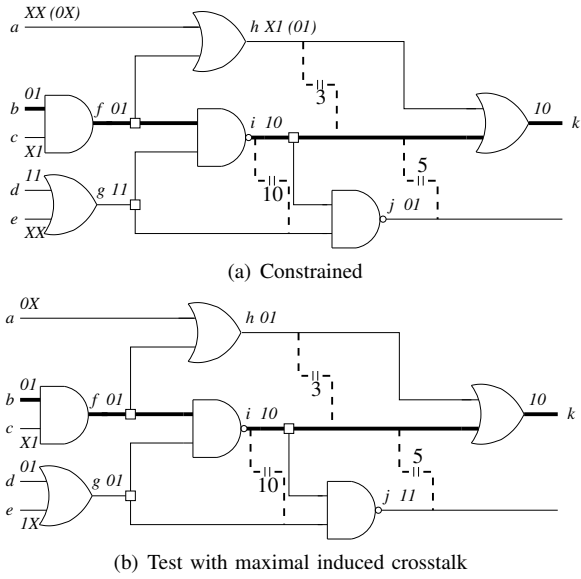 a XX (0X)
h X1 (01)
3
b 01
f 01
c X1
i 10
10
k
5
10
d 11
g 11
e XX
j 01
(a) Constrained
a 0X
h 01
3
b 01
f 01
c X1
i 10
10
k
5
10
d 01
g 01
e 1X
j 11
(b) Test with maximal induced crosstalk